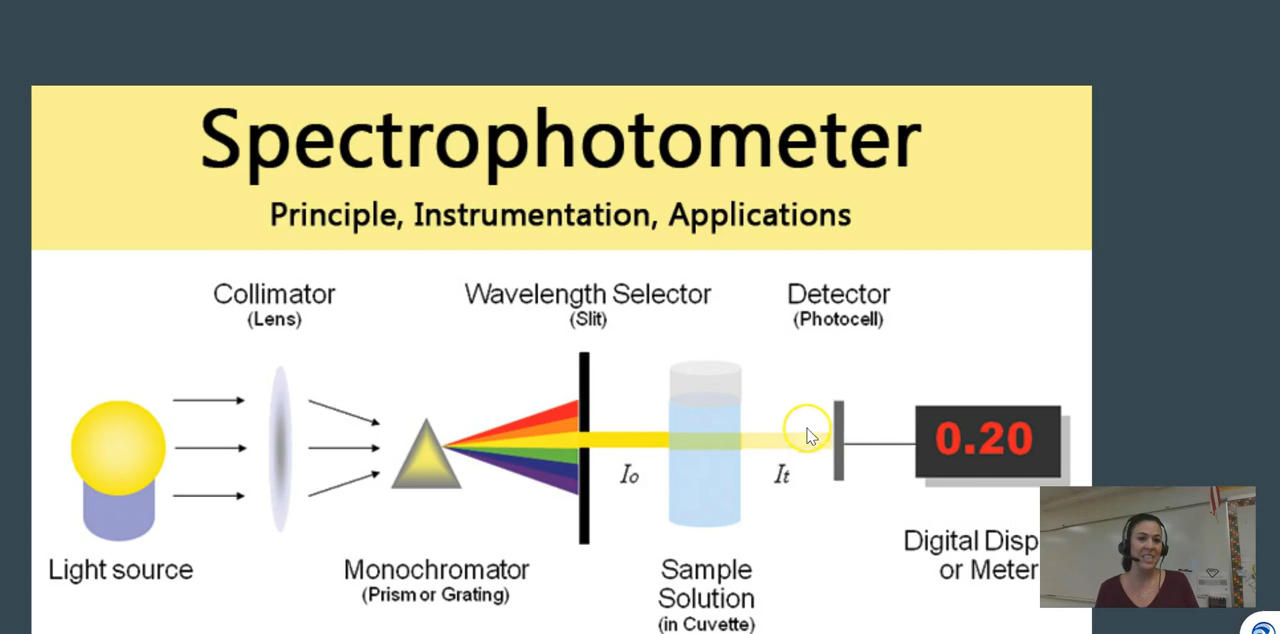 Spectrophotometer
Principle, Instrumentation, Applications
Collimator
(Lens)
Wavelength Selector
(Slit)
Detector
(Photocell)
0.20
Io
It
Light source
Monochromator
(Prism or Grating)
Sample
Solution
(in Cuvette)
Digital Disp
or Meter